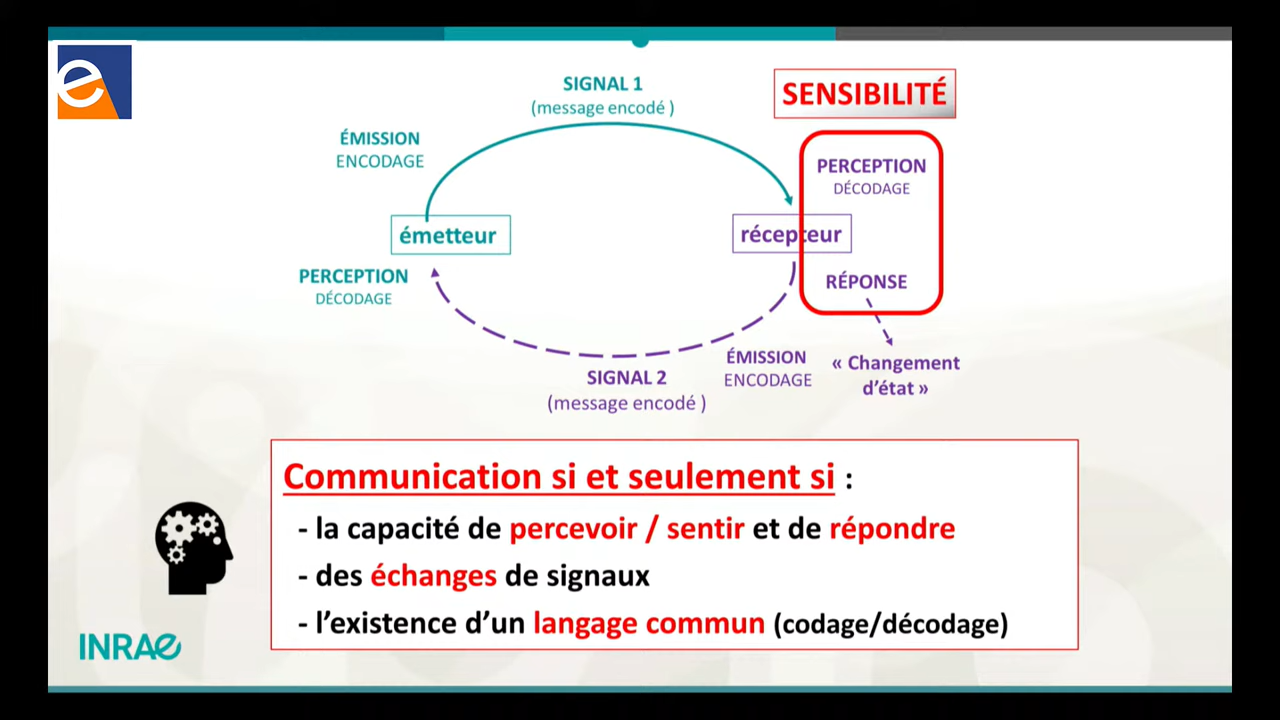 e
SIGNAL 1
(message encodé )
SENSIBILITÉ
ÉMISSION
ENCODAGE
PERCEPTION
DÉCODAGE
émetteur
récepteur
PERCEPTION
DÉCODAGE
RÉPONSE
SIGNAL 2
(message encodé )
ÉMISSION
ENCODAGE
« Changement
d’état »
Communication si et seulement si :
- la capacité de percevoir / sentir et de répondre
- des échanges de signaux
- l’existence d’un langage commun (codage/décodage)
INRAE